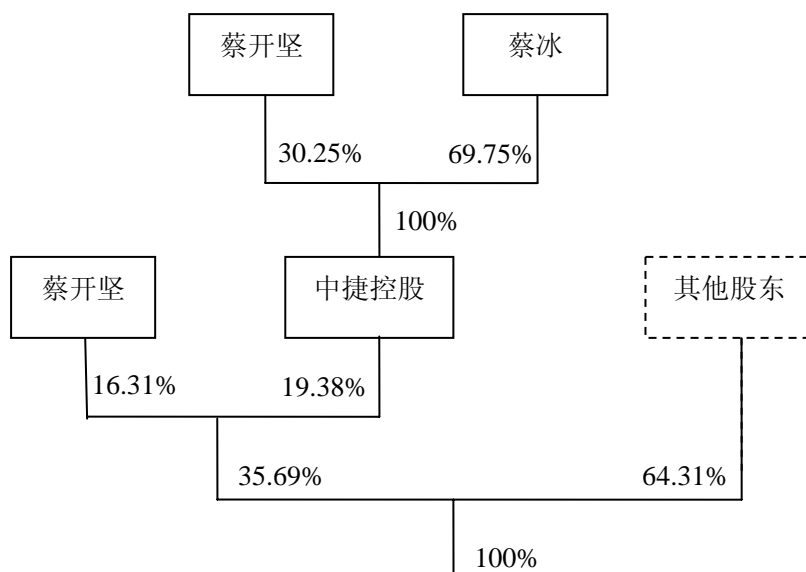 蔡开坚
蔡冰
30.25%
69.75%
100%
蔡开坚
中捷控股
其他股东
16.31%
19.38%
35.69%
64.31%
100%